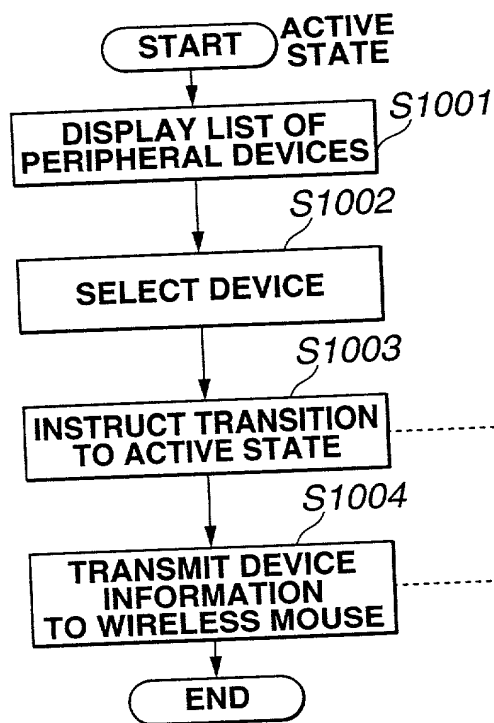 START
ACTIVE
STATE
S1001
DISPLAY LIST OF
PERIPHERAL DEVICES
S1002
SELECT DEVICE
S1003
INSTRUCT TRANSITION
TO ACTIVE STATE
S1004
TRANSMIT DEVICE
INFORMATION
TO WIRELESS MOUSE
END